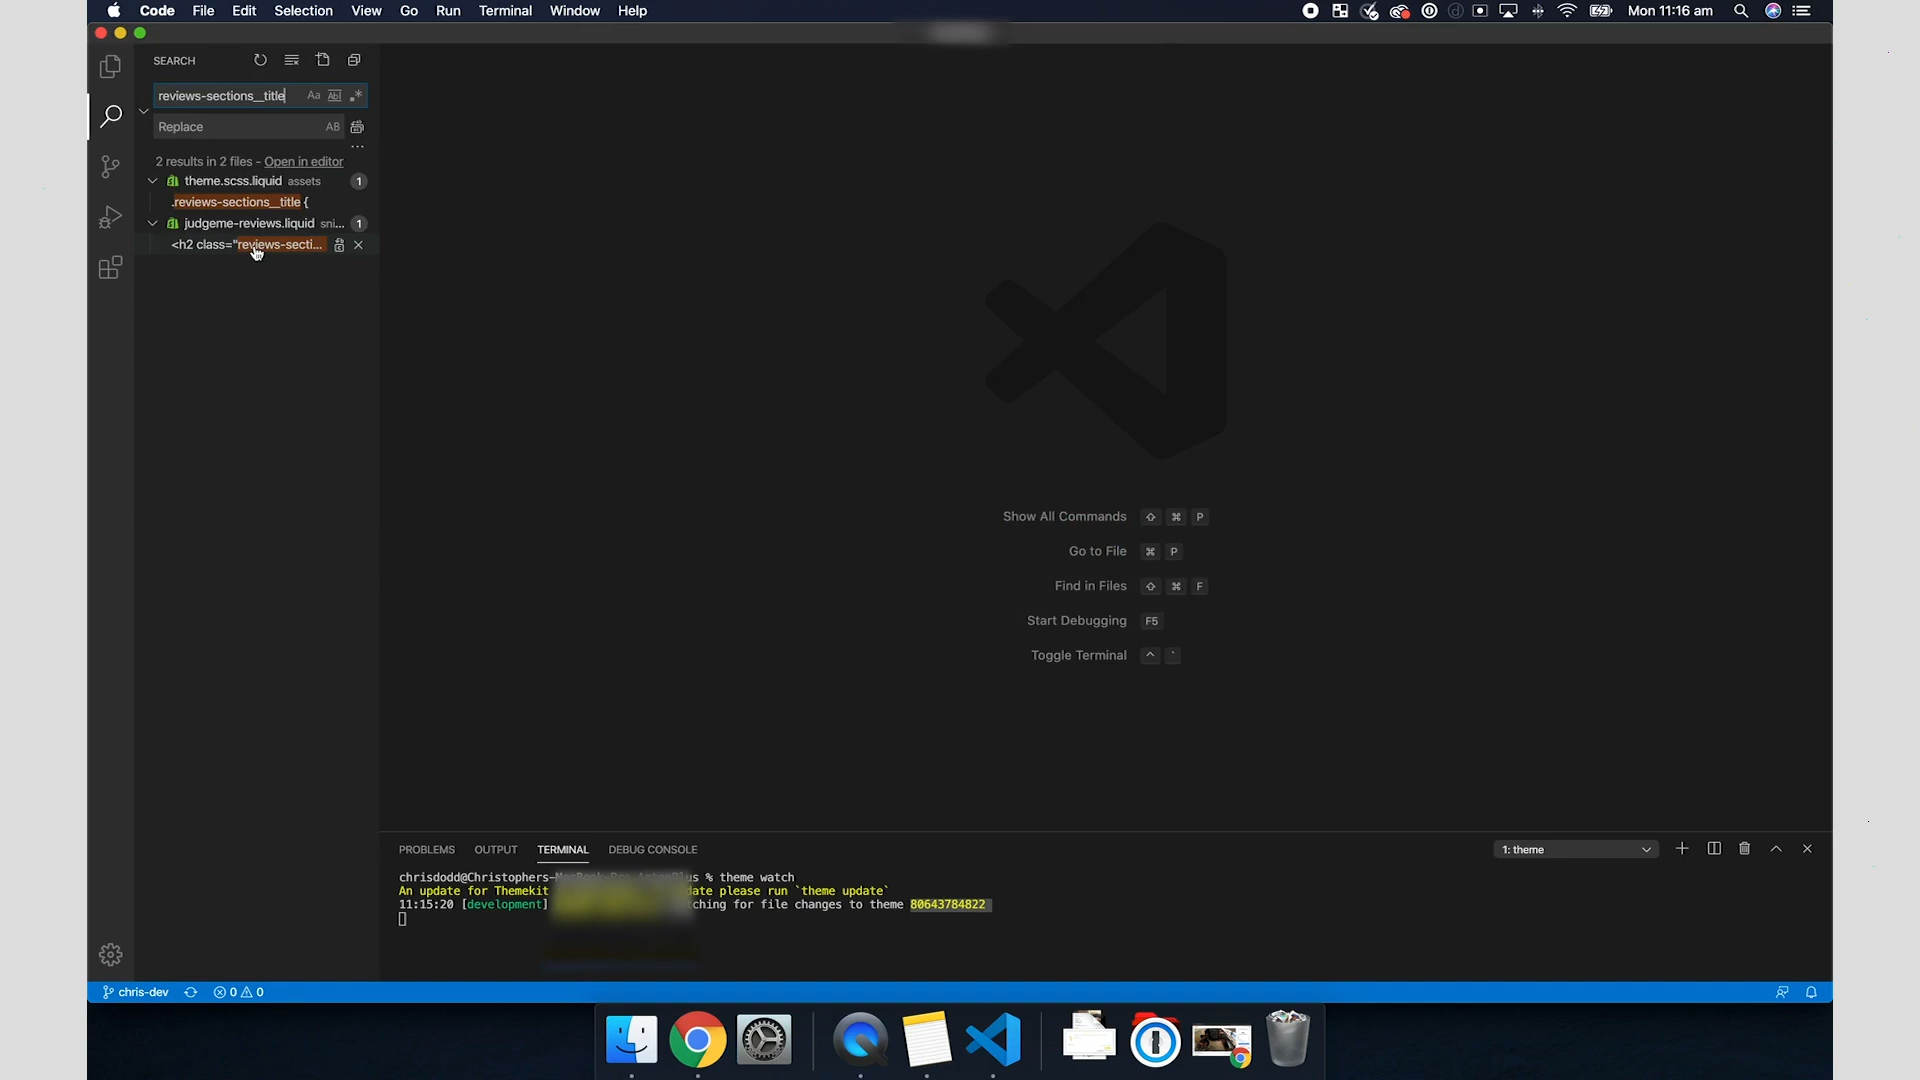 Code File Edit Selection View Go Run Terminal Window Help Mon 11:16 am
SEARCH
reviews-sections__title Aa Abl .*
Replace AB
...
2 results in 2 files - Open in editor
theme.scss.liquid assets 1
.reviews-sections__title {
judgeme-reviews.liquid sni... 1
<h2 class="reviews-secti...
Show All Commands ⇧ ⌘ P
Go to File ⌘ P
Find in Files ⇧ ⌘ F
Start Debugging F5
Toggle Terminal ^ `
PROBLEMS OUTPUT TERMINAL DEBUG CONSOLE 1: theme
chrisdodd@Christophers- % theme watch
An update for Themekit please run `theme update`
11:15:20 [development] for file changes to theme 80643784822
chris-dev 0 0